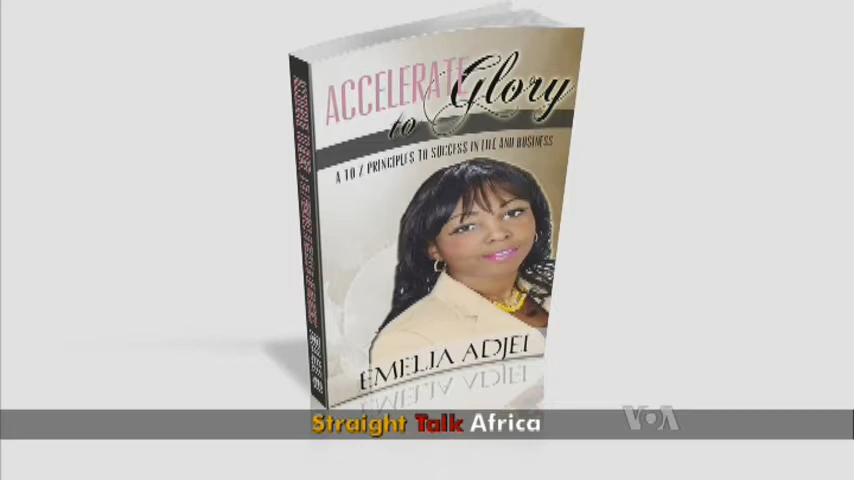 ACCELERATE
to Glory
A TO Z PRINCIPLES TO SUCCESS IN LIFE AND BUSINESS
EMELIA ADJEI
Straight Talk Africa
VOA